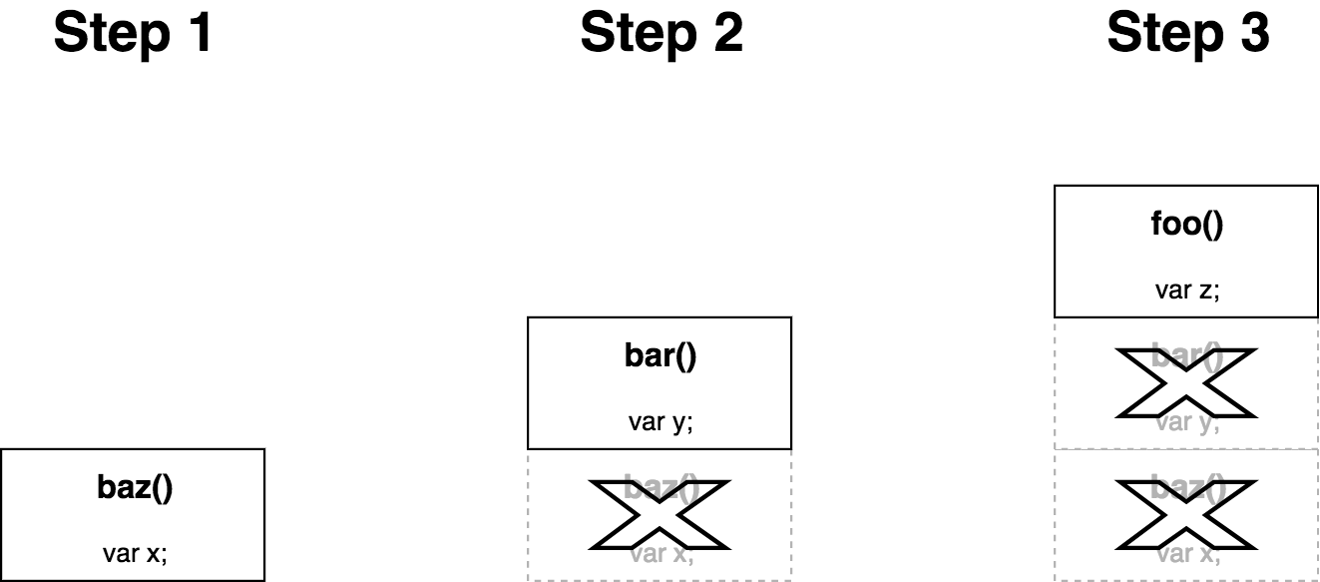 Step 1
Step 2
Step 3
foo()
var z;
bar()
var y;
bar()
var y;
baz()
var x;
baz()
var x;
baz()
var x;